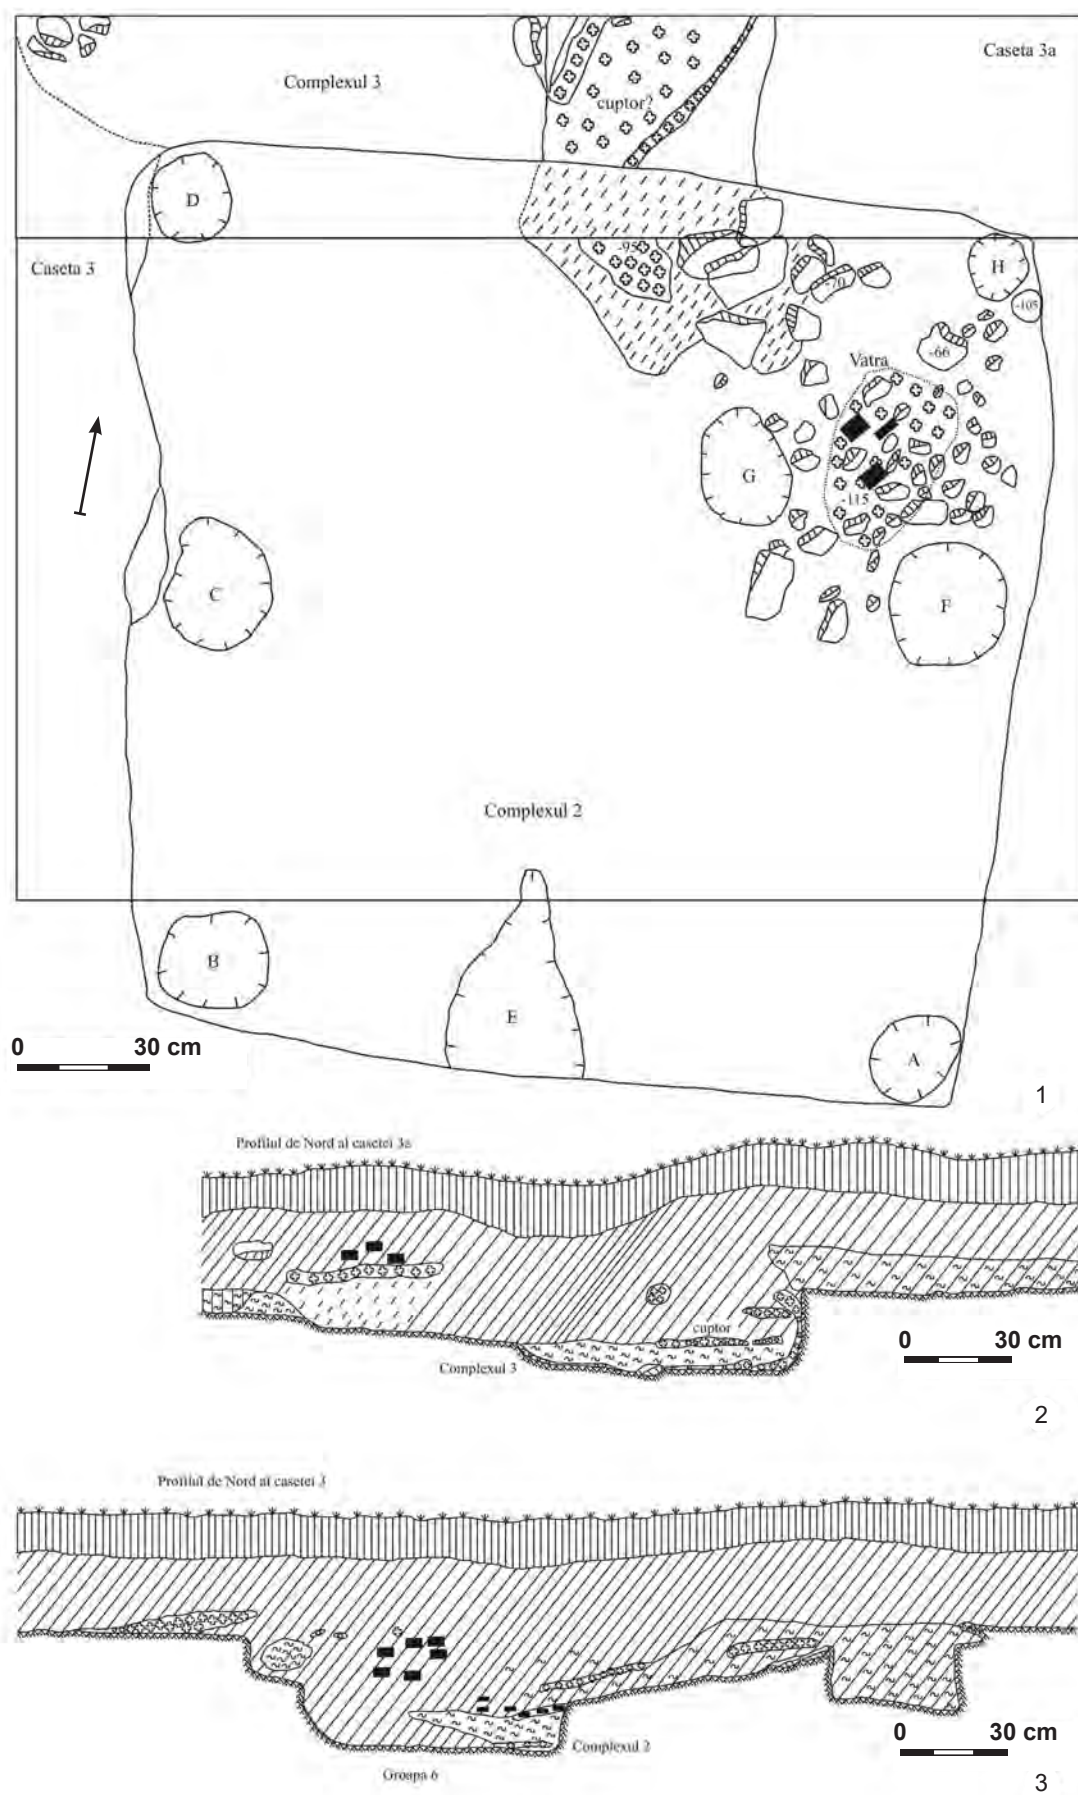 Complexul 3
Caseta 3a
cuptor?
D
-95
Caseta 3
H
-70
-105
-66
Vatra
G
-115
C
F
Complexul 2
B
E
A
0 30 cm
1
Profilul de Nord al casetei 3a
cuptor
0 30 cm
Complexul 3
2
Profilul de Nord al casetei 3
0 30 cm
Complexul 2
Groapa 6
3